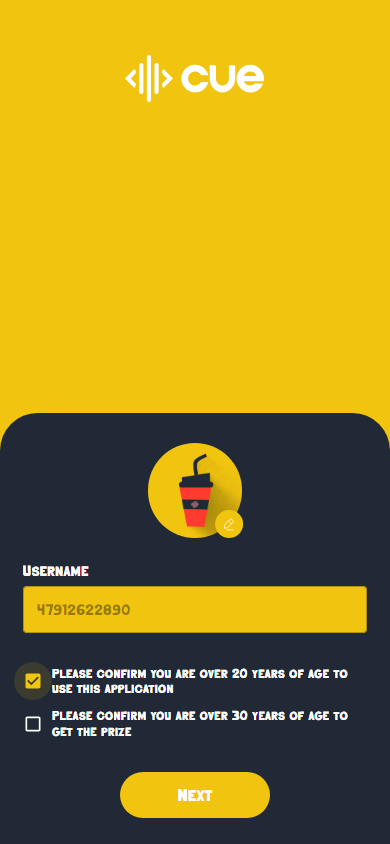 cue
Username
47912622890
Please confirm you are over 20 years of age to
use this application
Please confirm you are over 30 years of age to
get the prize
Next